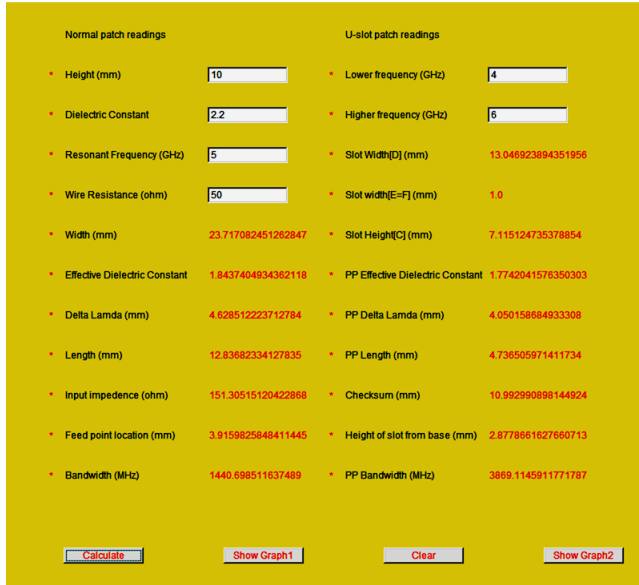 Normal patch readings U-slot patch readings
* Height (mm) 10 * Lower frequency (GHz) 4
* Dielectric Constant 2.2 * Higher frequency (GHz) 6
* Resonant Frequency (GHz) 5 * Slot Width[D] (mm) 13.046923894351956
* Wire Resistance (ohm) 50 * Slot width[E=F] (mm) 1.0
* Width (mm) 23.717082451262847 * Slot Height[C] (mm) 7.115124735378854
* Effective Dielectric Constant 1.8437404934362118 * PP Effective Dielectric Constant 1.7742041576350303
* Delta Lamda (mm) 4.628512223712784 * PP Delta Lamda (mm) 4.050158684933308
* Length (mm) 12.83682334127835 * PP Length (mm) 4.736505971411734
* Input impedence (ohm) 151.30515120422868 * Checksum (mm) 10.992990898144924
* Feed point location (mm) 3.9159825848411445 * Height of slot from base (mm) 2.8778661627660713
* Bandwidth (MHz) 1440.698511637489 * PP Bandwidth (MHz) 3869.1145911771787
Calculate Show Graph1 Clear Show Graph2